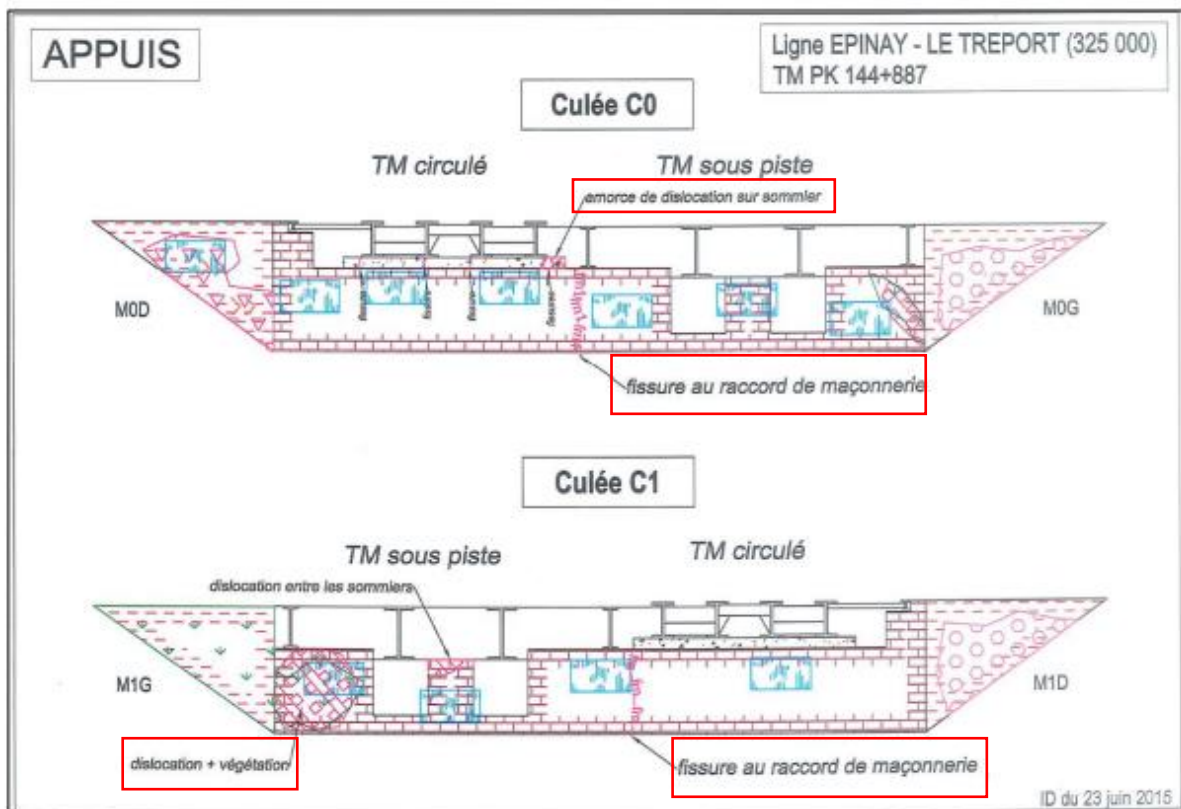 APPUIS
Ligne EPINAY - LE TREPORT (325 000)
TM PK 144+887
Culée C0
TM circulé
TM sous piste
amorce de dislocation sur sommier
M0D
M0G
fissure au raccord de maçonnerie
Culée C1
TM sous piste
TM circulé
dislocation entre les sommiers
M1G
M1D
dislocation + végétation
fissure au raccord de maçonnerie
ID du 23 juin 2015